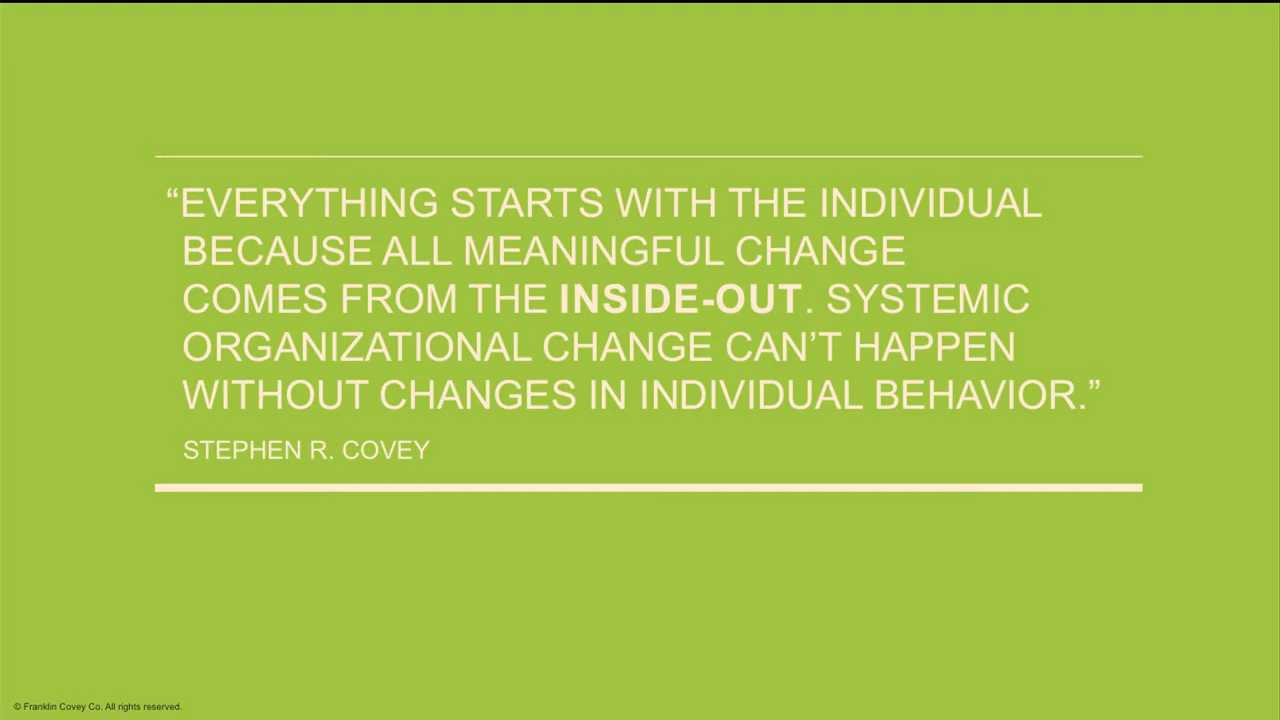 “EVERYTHING STARTS WITH THE INDIVIDUAL
BECAUSE ALL MEANINGFUL CHANGE
COMES FROM THE INSIDE-OUT. SYSTEMIC
ORGANIZATIONAL CHANGE CAN’T HAPPEN
WITHOUT CHANGES IN INDIVIDUAL BEHAVIOR.”
STEPHEN R. COVEY
© Franklin Covey Co. All rights reserved.